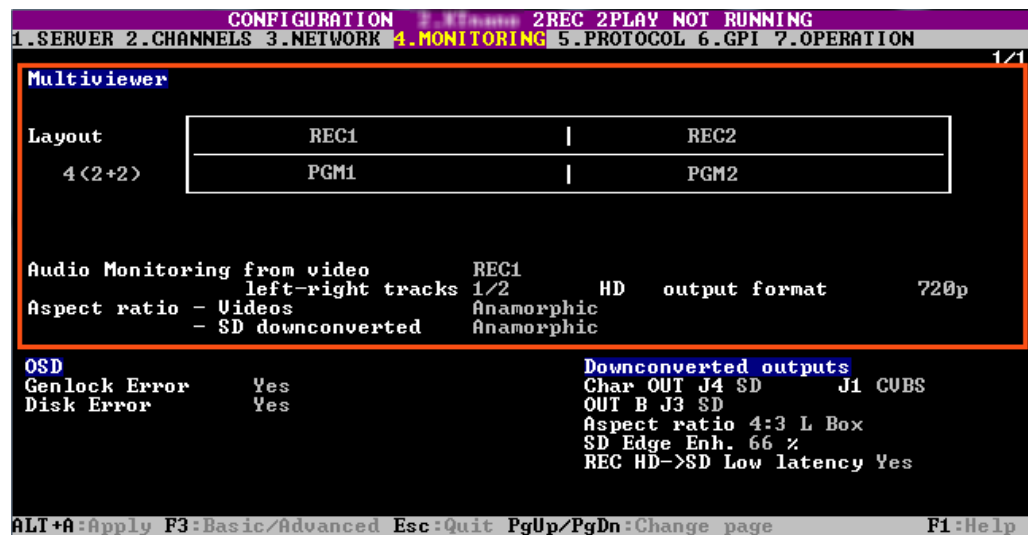 CONFIGURATION 2REC 2PLAY NOT RUNNING
1.SERVER 2.CHANNELS 3.NETWORK 4.MONITORING 5.PROTOCOL 6.GPI 7.OPERATION
1/1
Multiviewer
Layout REC1 | REC2
4(2+2) PGM1 | PGM2
Audio Monitoring from video REC1
left-right tracks 1/2 HD output format 720p
Aspect ratio - Videos Anamorphic
- SD downconverted Anamorphic
OSD Downconverted outputs
Genlock Error Yes Char OUT J4 SD J1 CVBS
Disk Error Yes OUT B J3 SD
Aspect ratio 4:3 L Box
SD Edge Enh. 66 %
REC HD->SD Low latency Yes
ALT+A:Apply F3:Basic/Advanced Esc:Quit PgUp/PgDn:Change page F1:Help